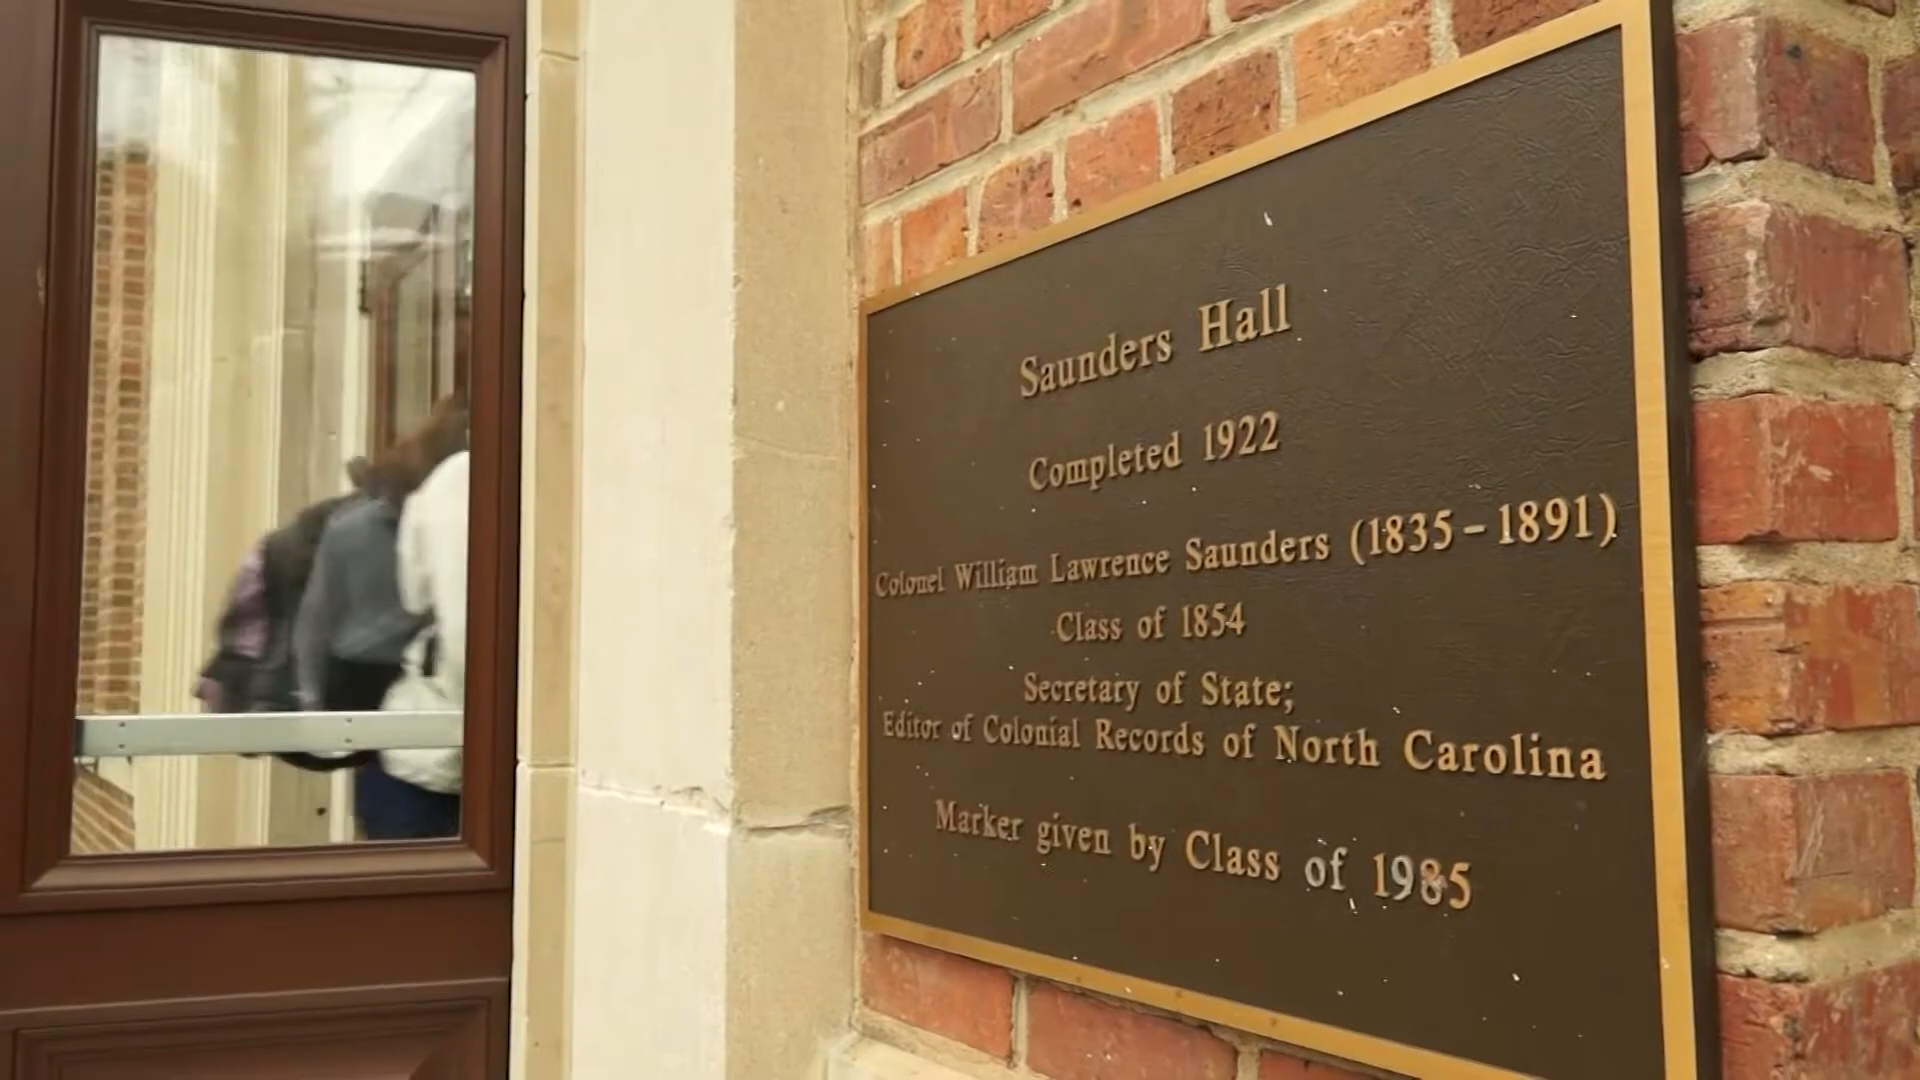 Saunders Hall
Completed 1922
Colonel William Lawrence Saunders (1835-1891)
Class of 1854
Secretary of State;
Editor of Colonial Records of North Carolina
Marker given by Class of 1985